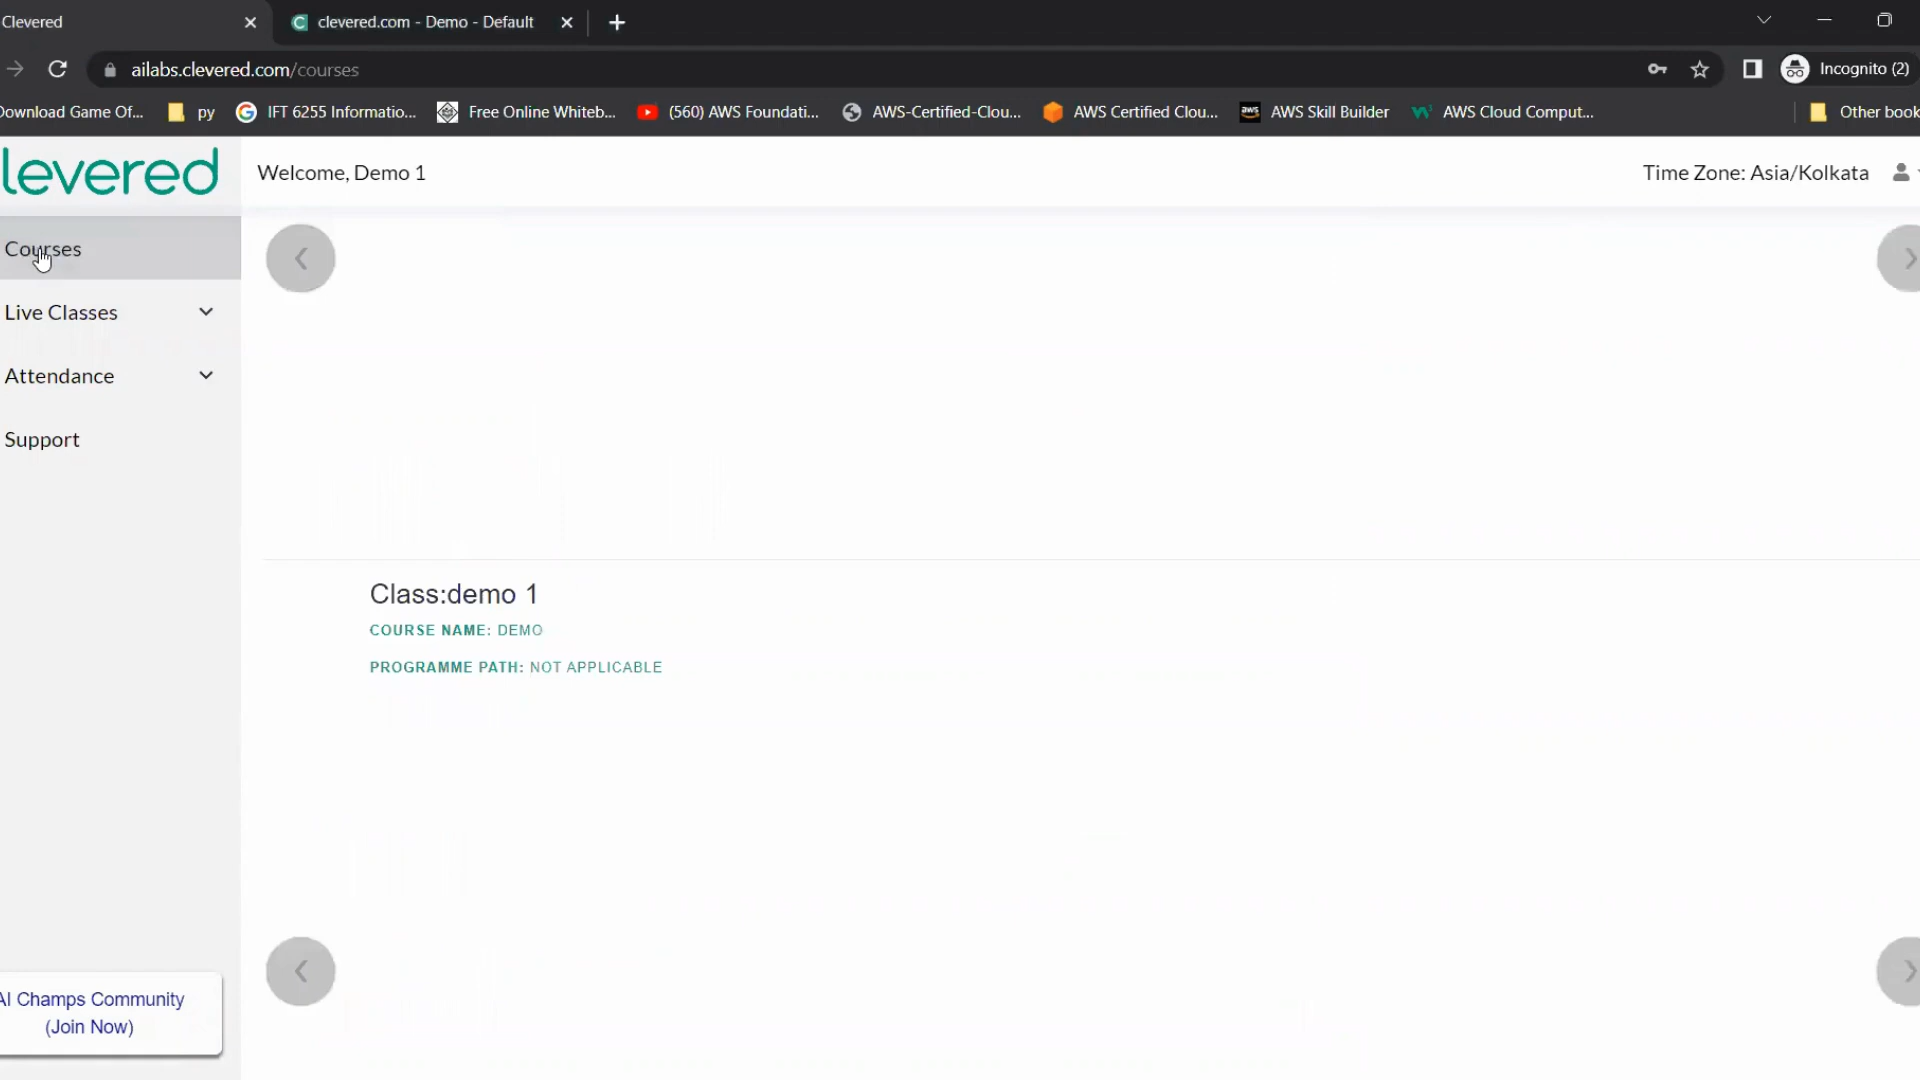 Clevered
clevered.com - Demo - Default
ailabs.clevered.com/courses
Incognito (2)
Download Game Of...
py
IFT 6255 Informatio...
Free Online Whiteb...
(560) AWS Foundati...
AWS-Certified-Clou...
AWS Certified Clou...
aws
AWS Skill Builder
AWS Cloud Comput...
Other book
levered
Welcome, Demo 1
Time Zone: Asia/Kolkata
Courses
Live Classes
Attendance
Support
Class:demo 1
COURSE NAME: DEMO
PROGRAMME PATH: NOT APPLICABLE
AI Champs Community
(Join Now)